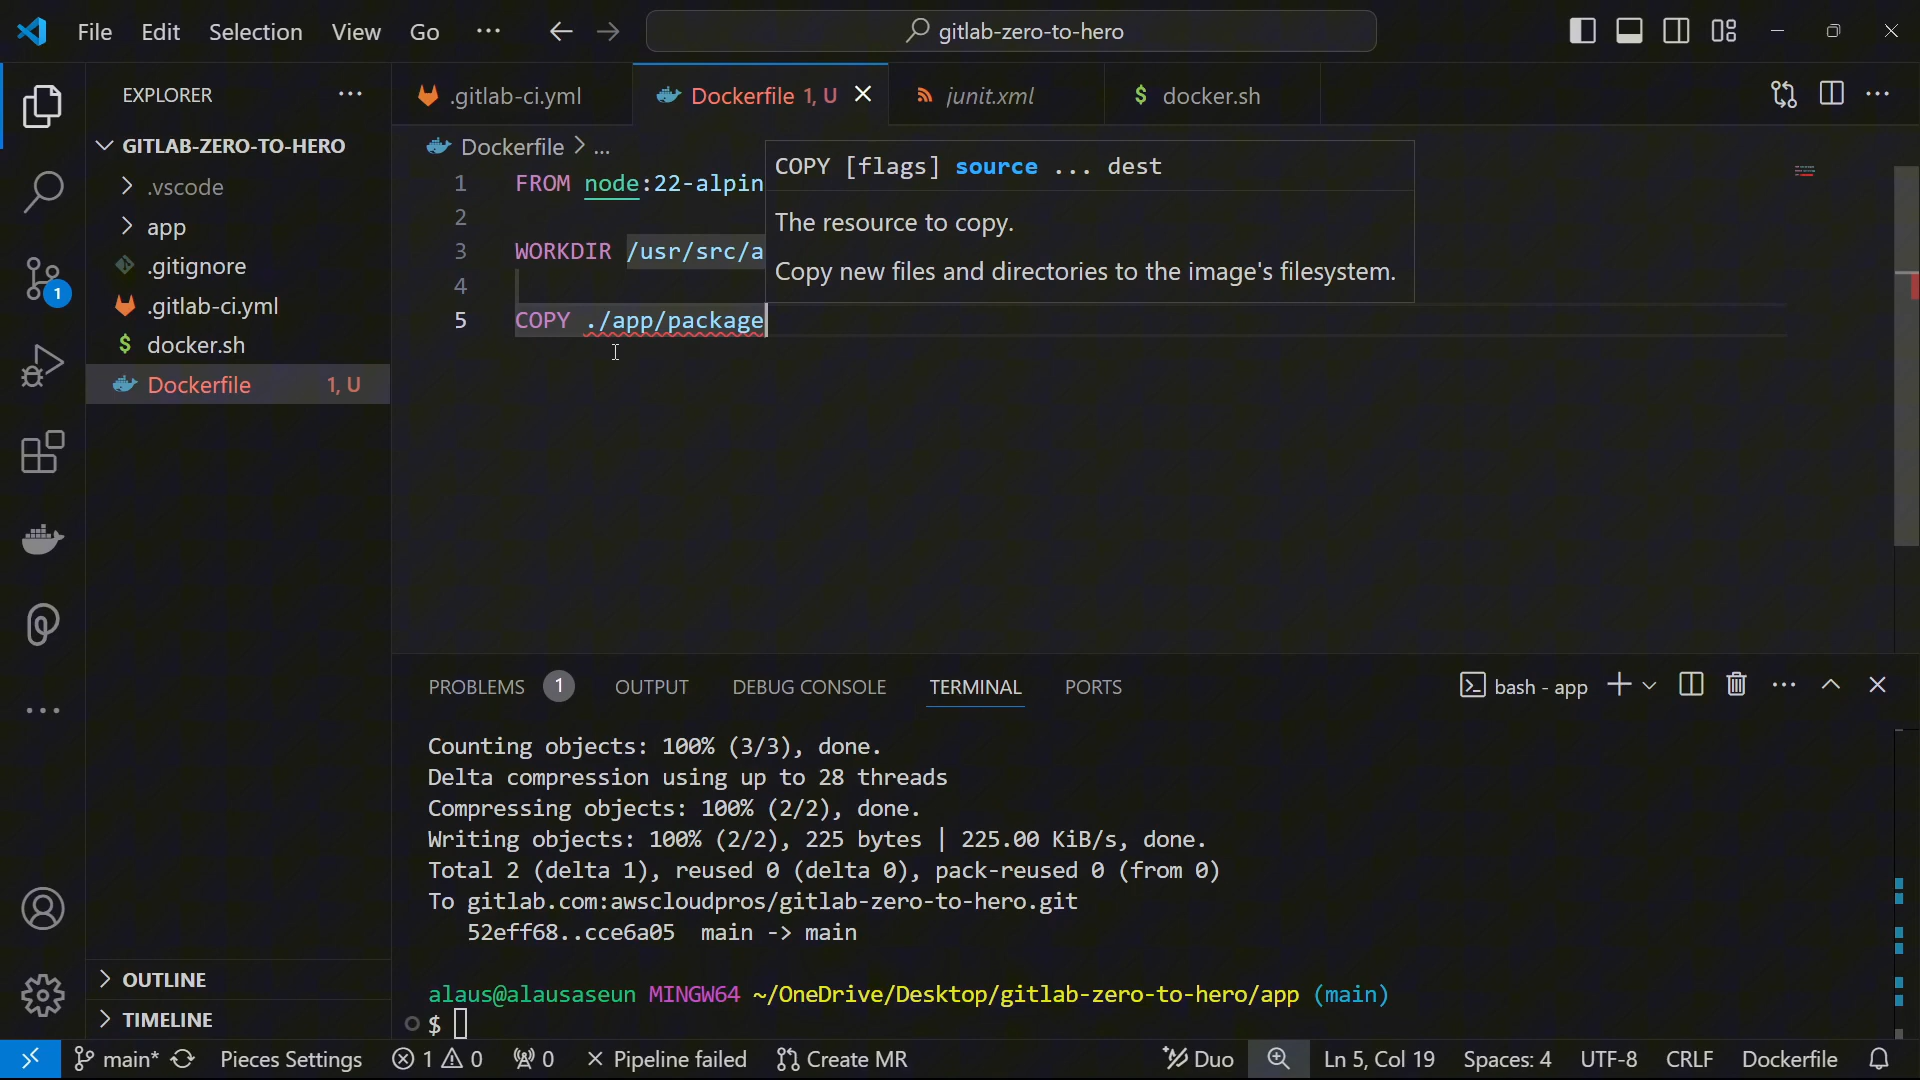 File Edit Selection View Go ··· gitlab-zero-to-hero
EXPLORER ···
GITLAB-ZERO-TO-HERO
.vscode
app
.gitignore
.gitlab-ci.yml
docker.sh
Dockerfile 1, U
OUTLINE
TIMELINE
1
.gitlab-ci.yml Dockerfile 1, U junit.xml $ docker.sh
Dockerfile > ...
1 FROM node:22-alpin
2
3 WORKDIR /usr/src/a
4
5 COPY ./app/package
COPY [flags] source ... dest
The resource to copy.
Copy new files and directories to the image's filesystem.
PROBLEMS 1 OUTPUT DEBUG CONSOLE TERMINAL PORTS bash - app
Counting objects: 100% (3/3), done.
Delta compression using up to 28 threads
Compressing objects: 100% (2/2), done.
Writing objects: 100% (2/2), 225 bytes | 225.00 KiB/s, done.
Total 2 (delta 1), reused 0 (delta 0), pack-reused 0 (from 0)
To gitlab.com:awscloudpros/gitlab-zero-to-hero.git
52eff68..cce6a05 main -> main
alaus@alausaseun MINGW64 ~/OneDrive/Desktop/gitlab-zero-to-hero/app (main)
$
main* Pieces Settings 1 0 0 Pipeline failed Create MR Duo Ln 5, Col 19 Spaces: 4 UTF-8 CRLF Dockerfile